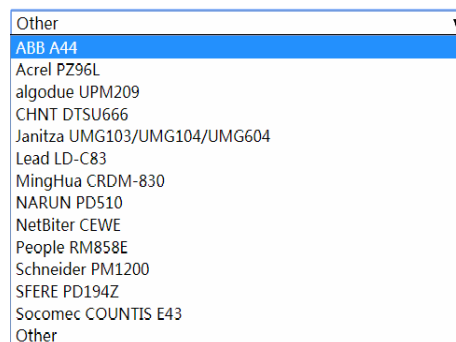 Other
ABB A44
Acrel PZ96L
algodue UPM209
CHNT DTSU666
Janitza UMG103/UMG104/UMG604
Lead LD-C83
MingHua CRDM-830
NARUN PD510
NetBiter CEWE
People RM858E
Schneider PM1200
SFERE PD194Z
Socomec COUNTIS E43
Other